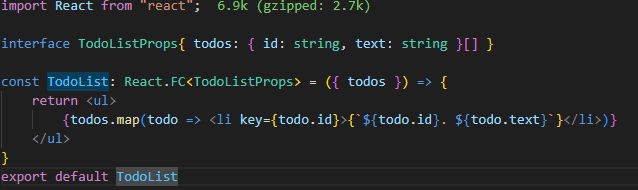 import React from "react";  6.9k (gzipped: 2.7k)
interface TodoListProps{ todos: { id: string, text: string }[] }
const TodoList: React.FC<TodoListProps> = ({ todos }) => {
    return <ul>
        {todos.map(todo => <li key={todo.id}>{`${todo.id}. ${todo.text}`}</li>)}
    </ul>
}
export default TodoList